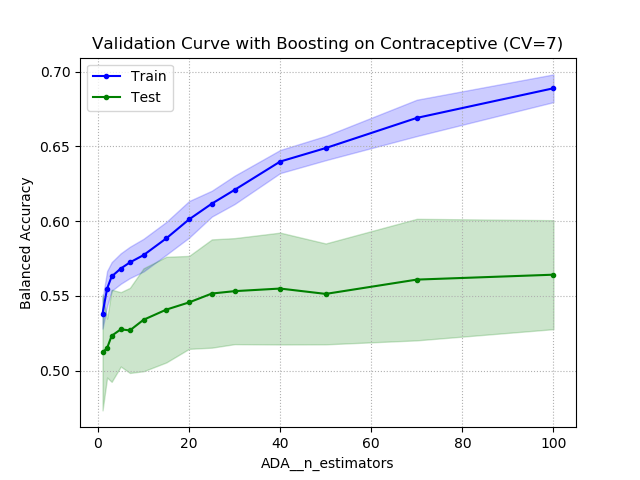 Validation Curve with Boosting on Contraceptive (CV=7)
Train
Test
0.70
0.65
0.60
0.55
0.50
Balanced Accuracy
0 20 40 60 80 100
ADA__n_estimators